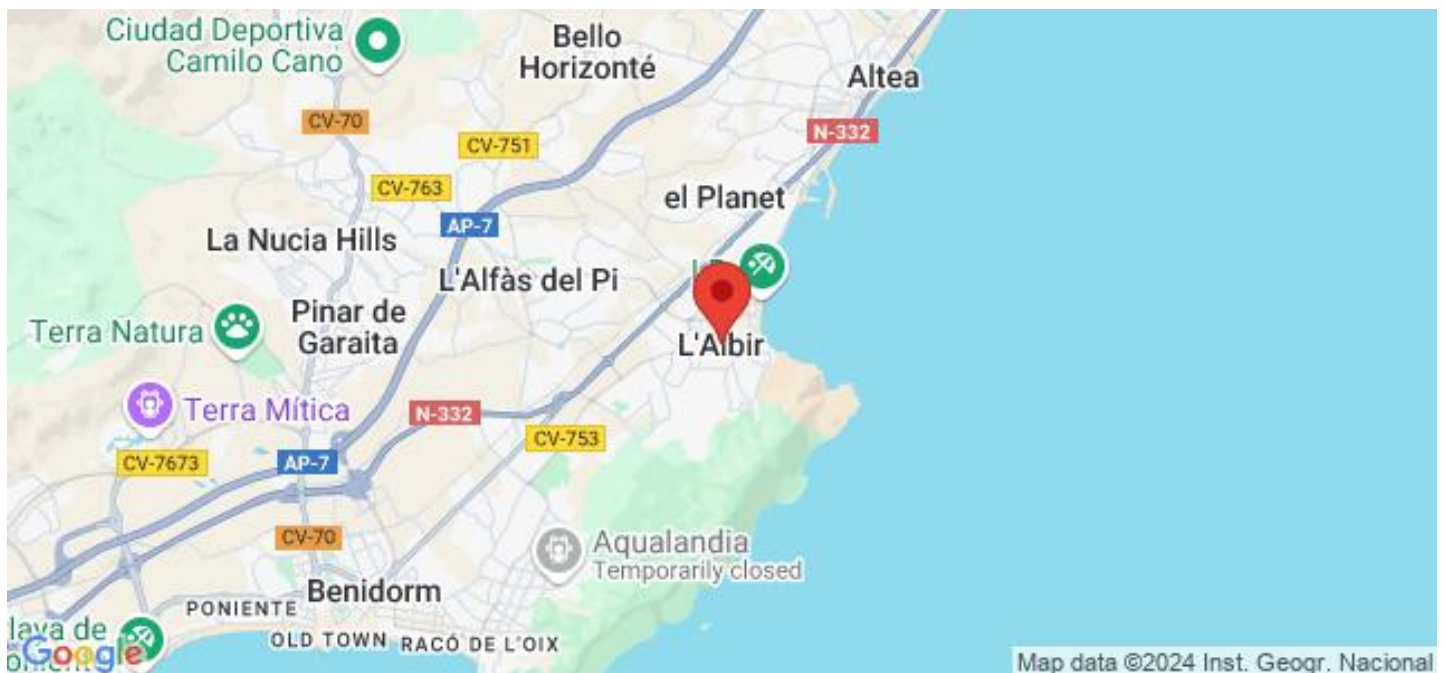 Ciudad Deportiva
Camilo Cano
Bello
Horizonté
Altea
CV-70
N-332
CV-751
CV-763
el Planet
AP-7
La Nucia Hills
L'Alfàs del Pi
Pinar de
Garaita
Terra Natura
L'Albir
Terra Mítica
N-332
CV-753
CV-7673
AP-7
CV-70
Aqualandia
Temporarily closed
Benidorm
PONIENTE
OLD TOWN
RACÓ DE L'OIX
de
Google
Map data ©2024 Inst. Geogr. Nacional